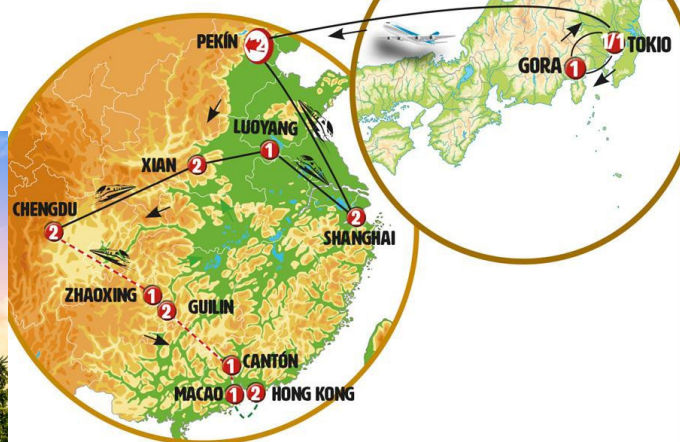 PEKÍN
2
1/1 TOKIO
GORA 1
LUOYANG
1
XIAN 2
CHENGDU
2
2
SHANGHAI
ZHAOXING 1
2 GUILIN
1 CANTÓN
MACAO 1 2 HONG KONG